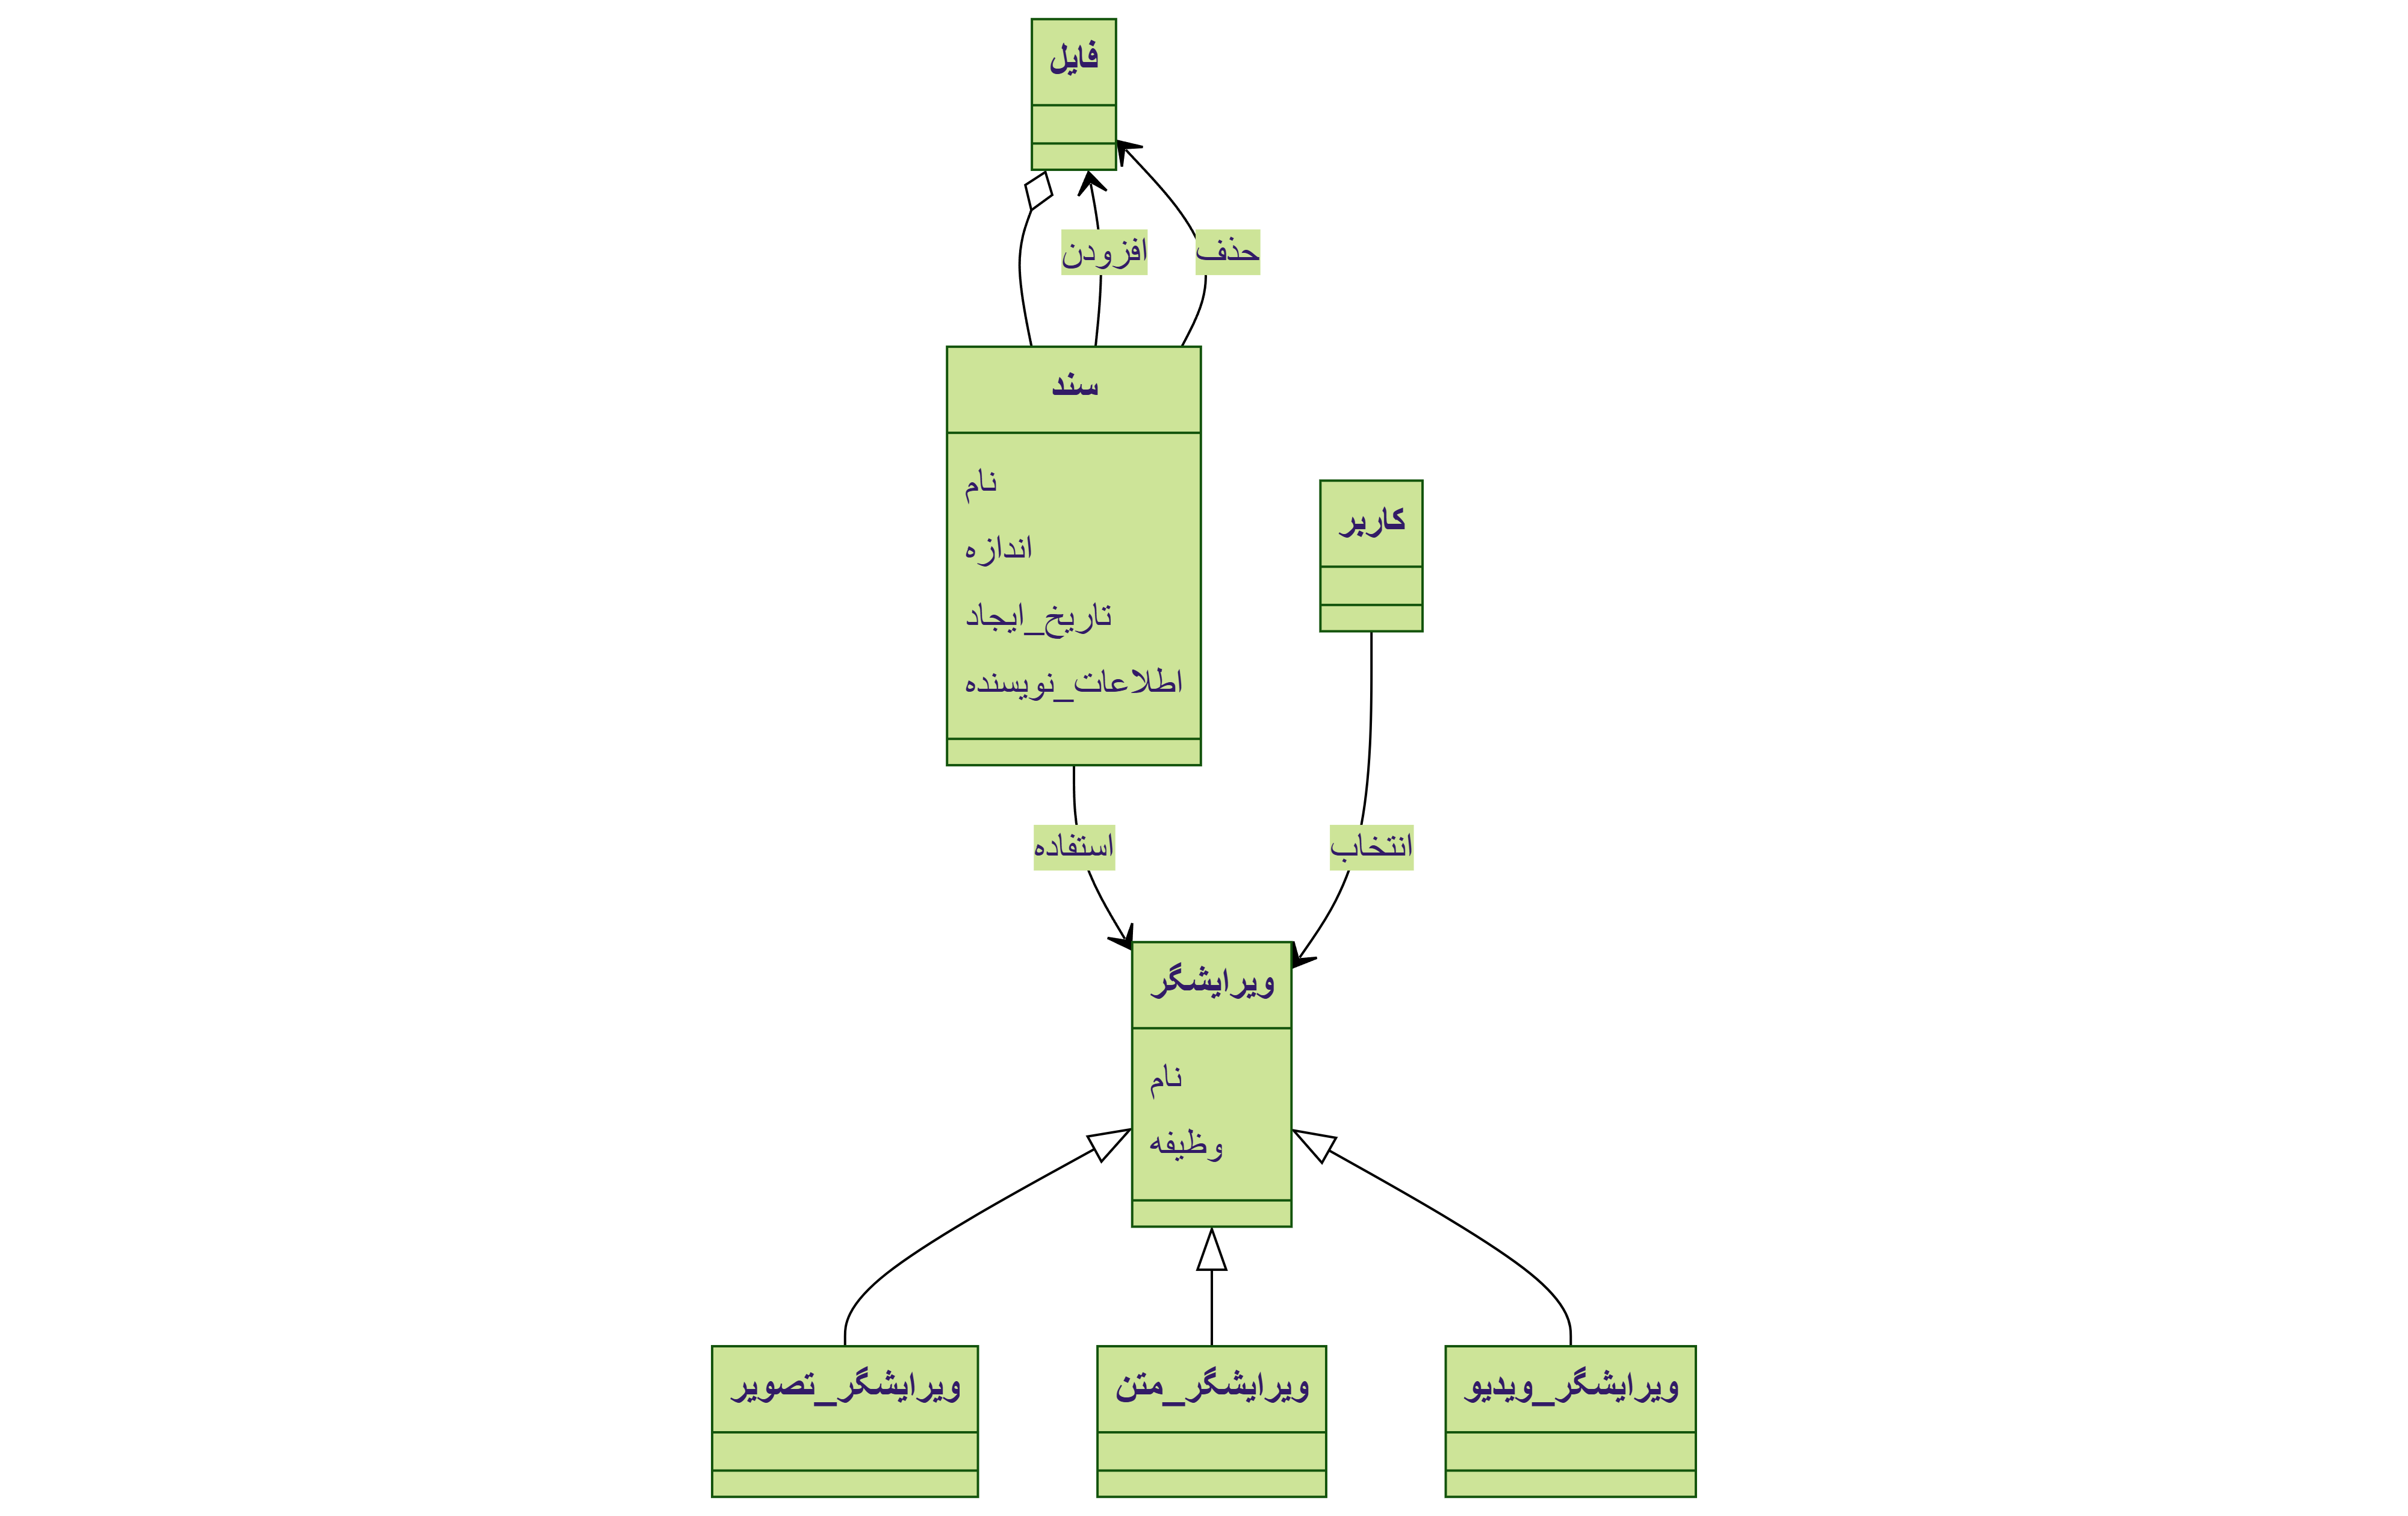 فایل
افزودن
حذف
سند
نام
اندازه
تاریخ_ایجاد
اطلاعات_نویسنده
کاربر
استفاده
انتخاب
ویرایشگر
نام
وظیفه
ویرایشگر_تصویر
ویرایشگر_متن
ویرایشگر_ویدیو